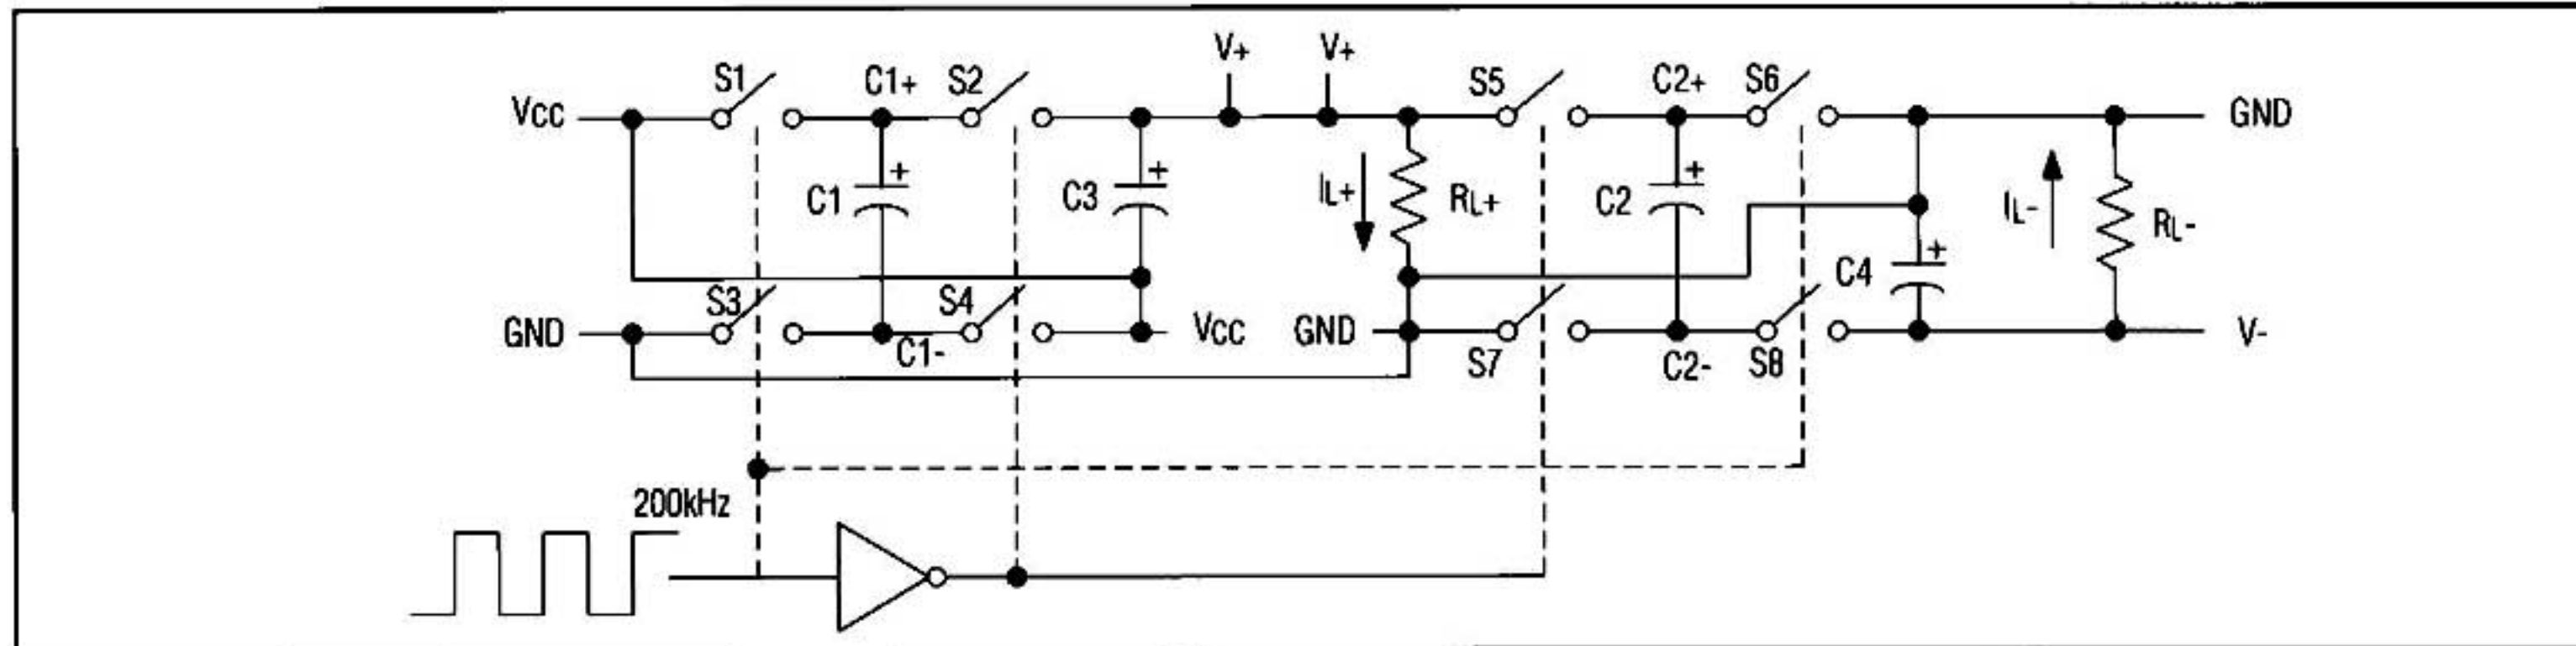 V+ V+
S1 C1+ S2 S5 C2+ S6
VCC GND
+ + +
C1 C3 IL+ RL+ C2 IL- RL-
+
C4
S3 S4
GND VCC GND V-
C1- S7 C2- S8
200kHz